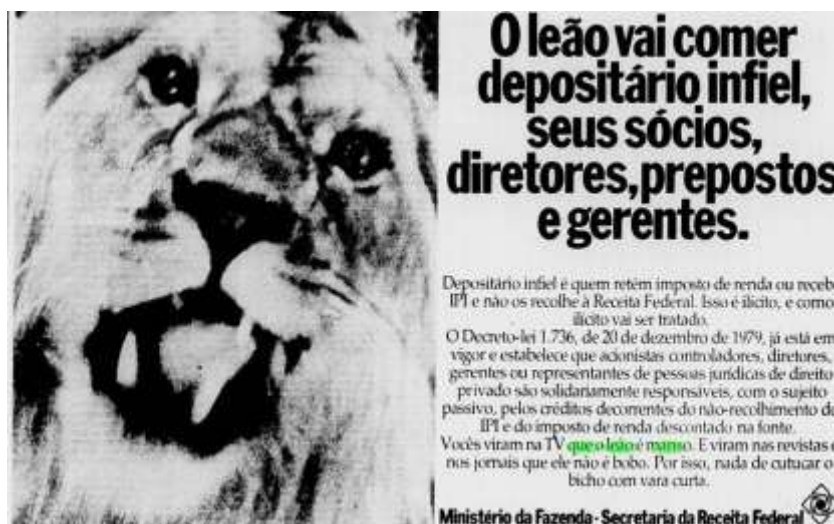 O leão vai comer
depositário infiel,
seus sócios,
diretores, prepostos
e gerentes.
Depositário infiel é quem retém imposto de renda ou recebe
IPI e não os recolhe à Receita Federal. Isso é ilícito, e como
ilícito vai ser tratado.
O Decreto-lei 1.736, de 20 de dezembro de 1979, já está em
vigor e estabelece que acionistas controladores, diretores,
gerentes ou representantes de pessoas jurídicas de direito
privado são solidariamente responsáveis, com o sujeito
passivo, pelos créditos decorrentes do não-recolhimento do
IPI e do imposto de renda descontado na fonte.
Vocês viram na TV que o leão é manso. E viram nas revistas e
nos jornais que ele não é bobo. Por isso, nada de cutucar o
bicho com vara curta.
Ministério da Fazenda - Secretaria da Receita Federal